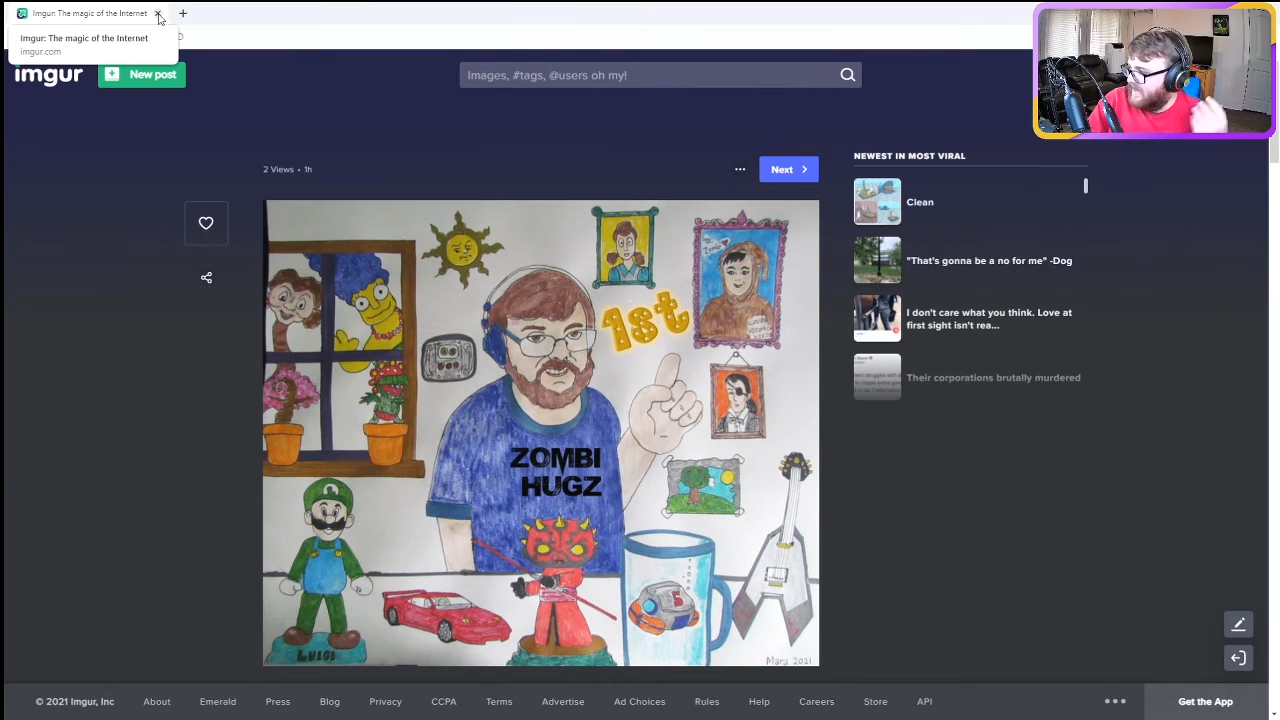 Imgur: The magic of the Internet
Imgur: The magic of the Internet
imgur.com
imgur
New post
Images, #tags, @users oh my!
2 Views • 1h
Next
NEWEST IN MOST VIRAL
Clean
"That's gonna be a no for me" -Dog
I don't care what you think. Love at
first sight isn't rea...
Their corporations brutally murdered
1st
ZOMBI
HUGZ
5
LUIGI
Marg 2021
© 2021 Imgur, Inc
About
Emerald
Press
Blog
Privacy
CCPA
Terms
Advertise
Ad Choices
Rules
Help
Careers
Store
API
Get the App